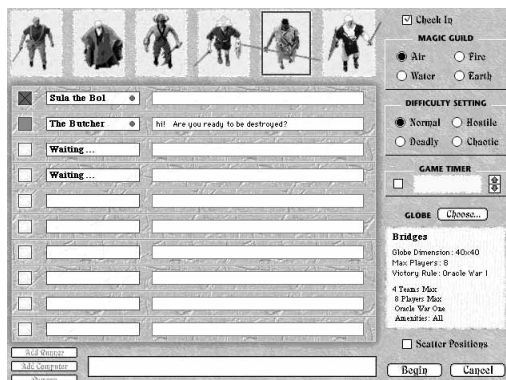 Check In
MAGIC GUILD
Air Fire
Water Earth
DIFFICULTY SETTING
Normal Hostile
Deadly Chaotic
GAME TIMER
GLOBE Choose...
Sula the Bol
The Butcher hi! Are you ready to be destroyed?
Waiting...
Waiting...
Bridges
Globe Dimension: 40x40
Max Players: 8
Victory Rule: Oracle War I
4 Teams Max
8 Players Max
Oracle War One
Amenities: All
Scatter Positions
Add Computer
Begin Cancel